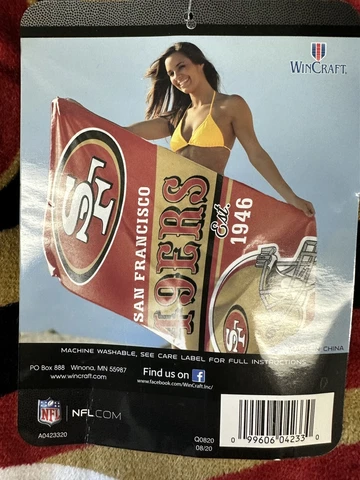 WINCRAFT
SF
SAN FRANCISCO
49ERS
Est.
1946
SF
MACHINE WASHABLE, SEE CARE LABEL FOR FULL INSTRUCTIONS
CHINA
PO Box 888 Winona, MN 55987
www.wincraft.com
Find us on f
www.facebook.com/WinCraft.Inc/
NFL
NFL.COM
A0423320
Q0820
08/20
0 99606 04233